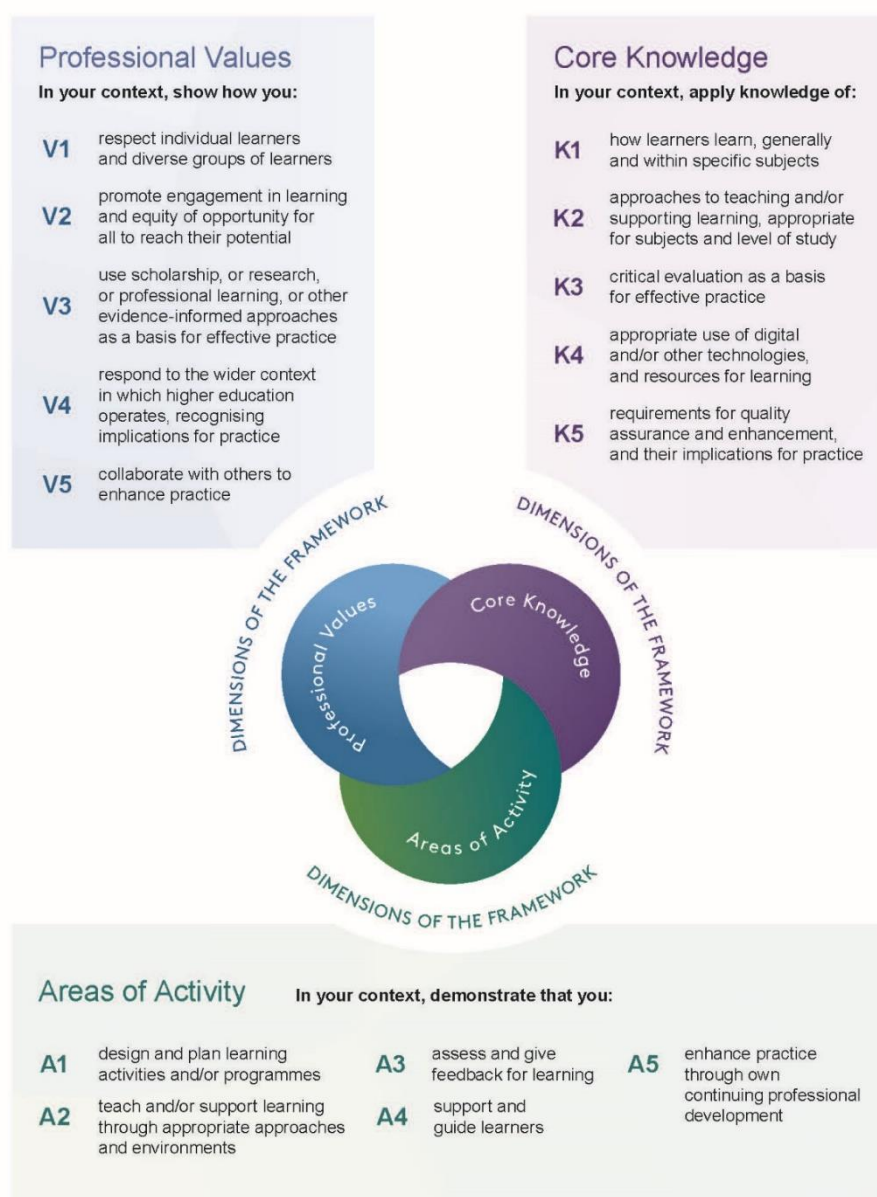 Professional Values
In your context, show how you:
V1 respect individual learners
and diverse groups of learners
V2 promote engagement in learning
and equity of opportunity for
all to reach their potential
V3 use scholarship, or research,
or professional learning, or other
evidence-informed approaches
as a basis for effective practice
V4 respond to the wider context
in which higher education
operates, recognising
implications for practice
V5 collaborate with others to
enhance practice
Core Knowledge
In your context, apply knowledge of:
K1 how learners learn, generally
and within specific subjects
K2 approaches to teaching and/or
supporting learning, appropriate
for subjects and level of study
K3 critical evaluation as a basis
for effective practice
K4 appropriate use of digital
and/or other technologies,
and resources for learning
K5 requirements for quality
assurance and enhancement,
and their implications for practice
DIMENSIONS OF THE FRAMEWORK
DIMENSIONS OF THE FRAMEWORK
Professional Values
Core Knowledge
Areas of Activity
DIMENSIONS OF THE FRAMEWORK
Areas of Activity
In your context, demonstrate that you:
A1 design and plan learning
activities and/or programmes
A2 teach and/or support learning
through appropriate approaches
and environments
A3 assess and give
feedback for learning
A4 support and
guide learners
A5 enhance practice
through own
continuing professional
development